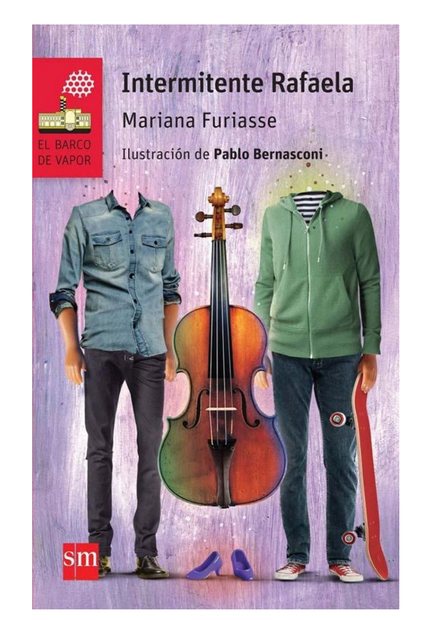 Intermitente Rafaela
Mariana Furiasse
Ilustración de Pablo Bernasconi
EL BARCO
DE VAPOR
sm